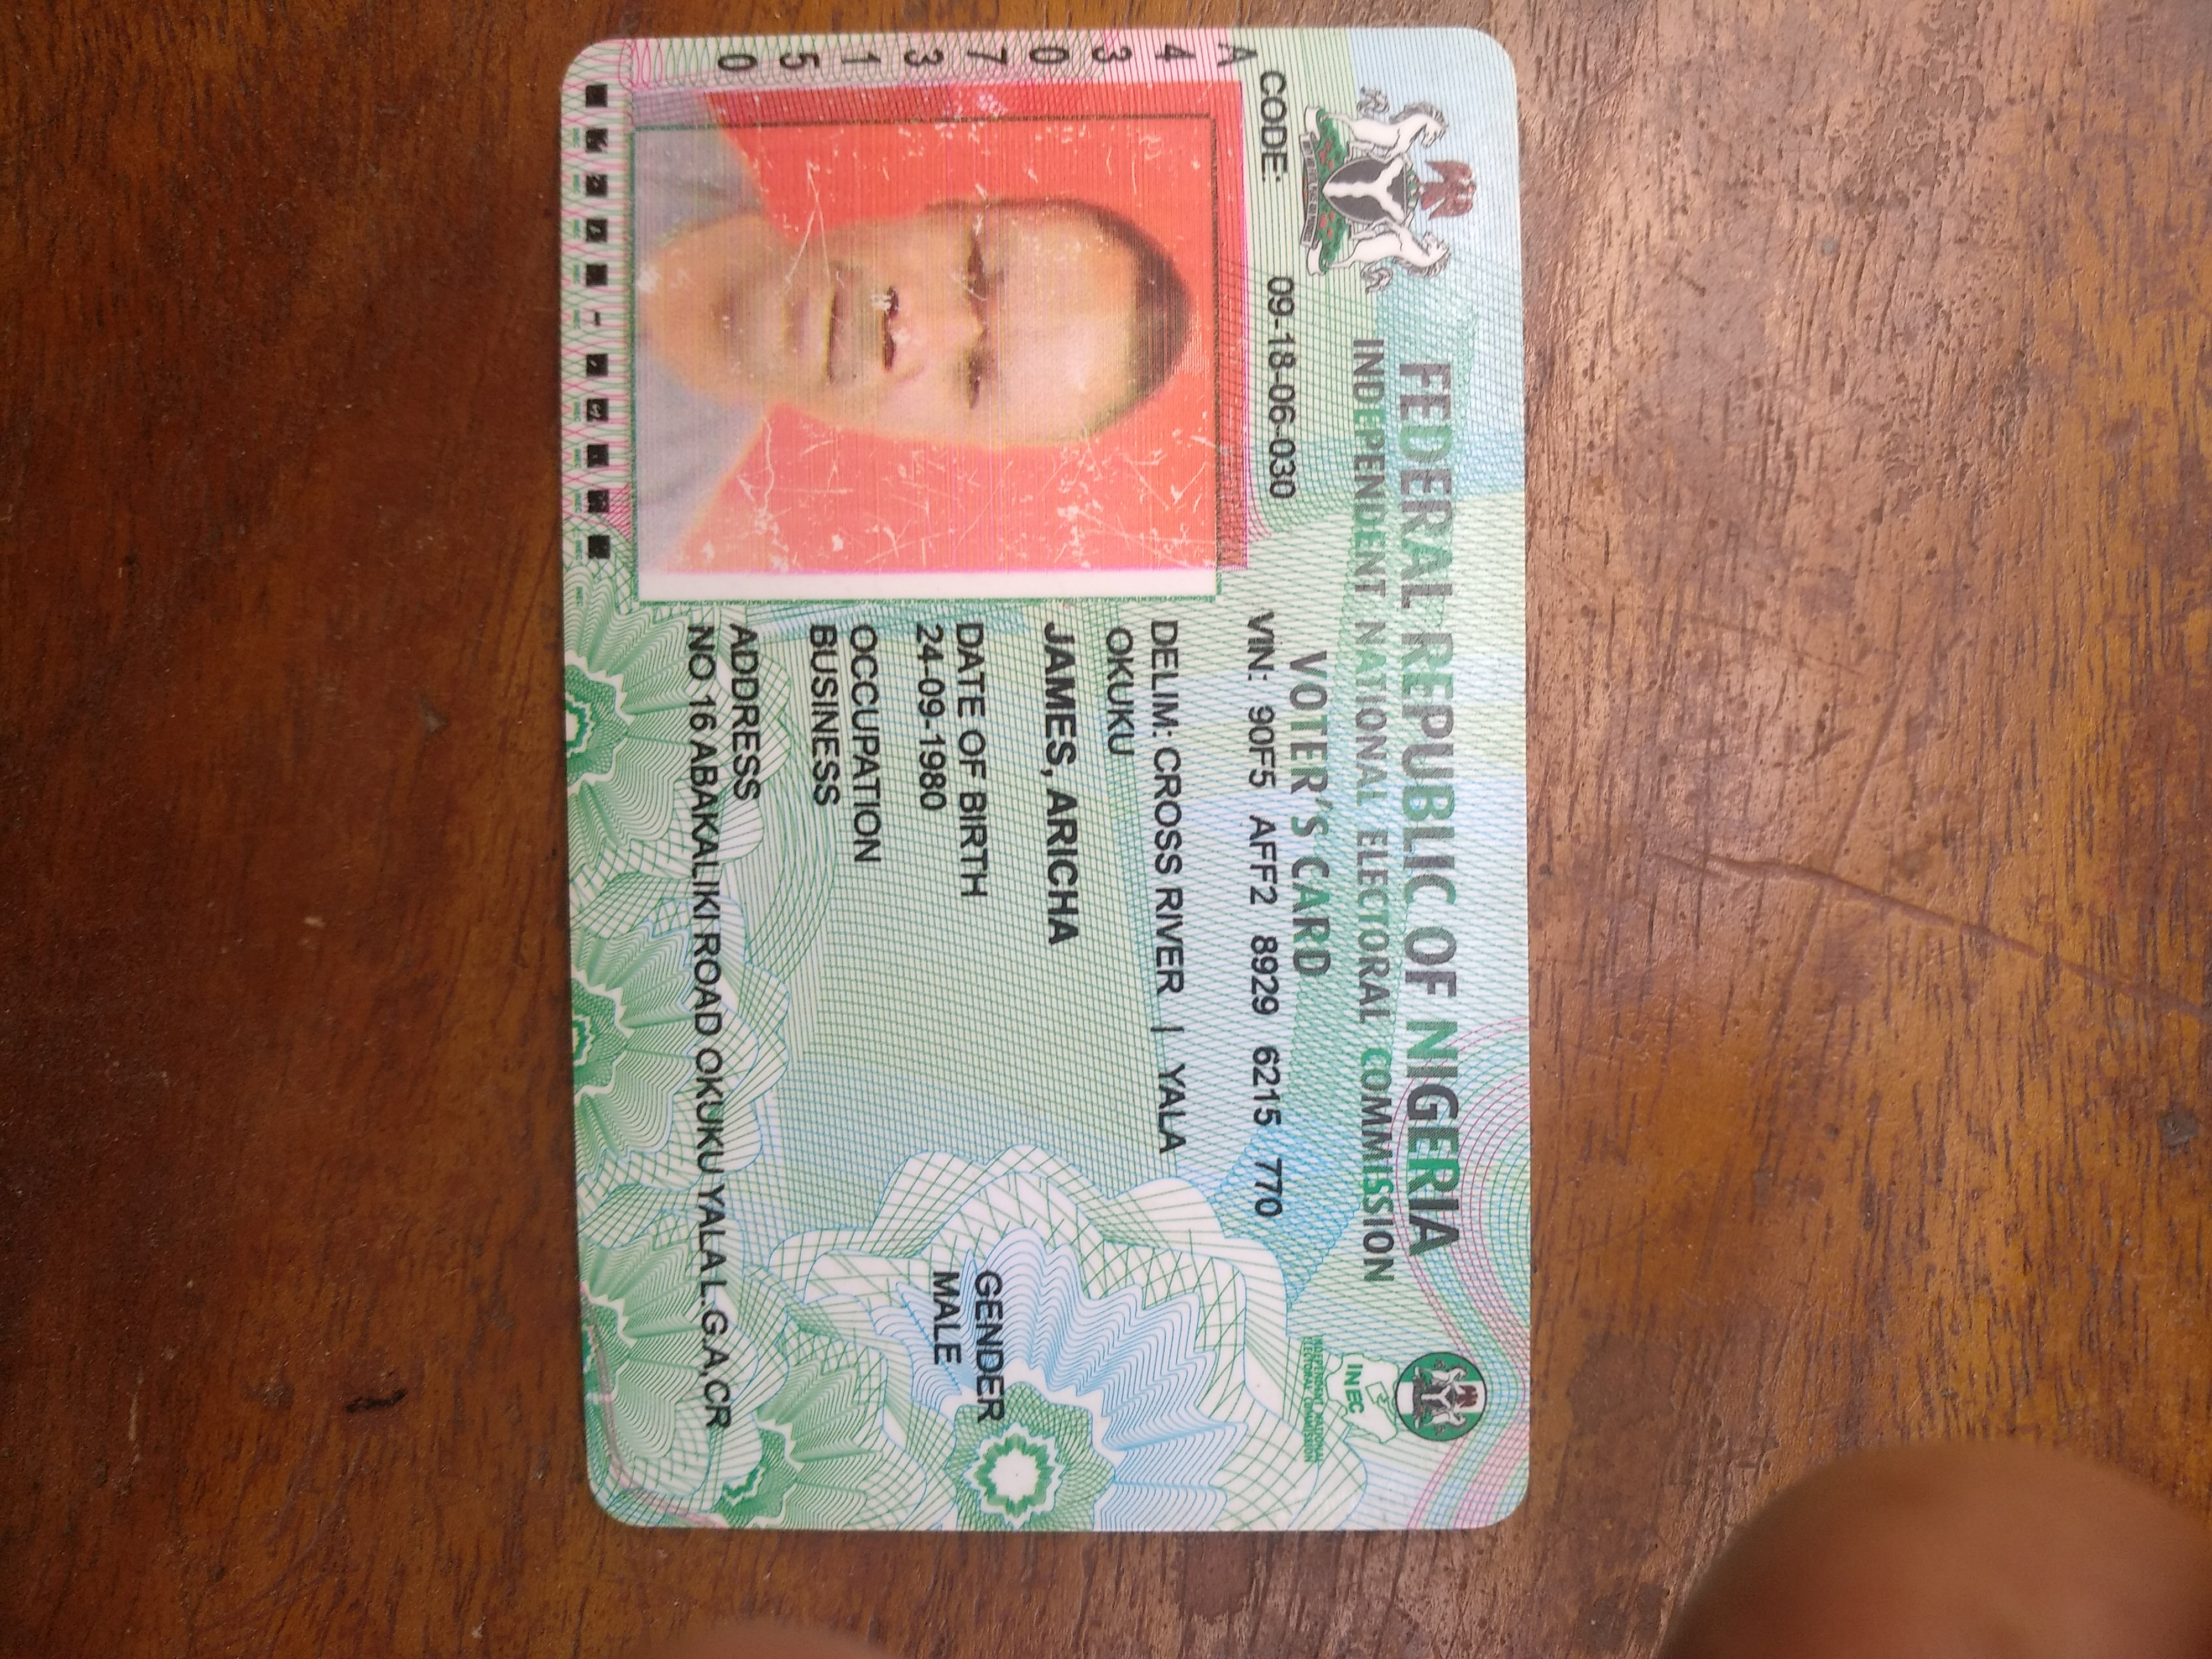 FEDERAL REPUBLIC OF NIGERIA
INDEPENDENT NATIONAL ELECTORAL COMMISSION
VOTER'S CARD
INEC
CODE: 09-18-06-030
VIN: 90F5 AFF2 8929 6215 770
DELIM: CROSS RIVER | YALA
OKUKU
JAMES, ARICHA
DATE OF BIRTH
24-09-1980
GENDER
MALE
OCCUPATION
BUSINESS
ADDRESS
NO 16 ABAKALIKI ROAD OKUKU YALA L.G.A,CR
A
4
3
0
7
3
1
5
0